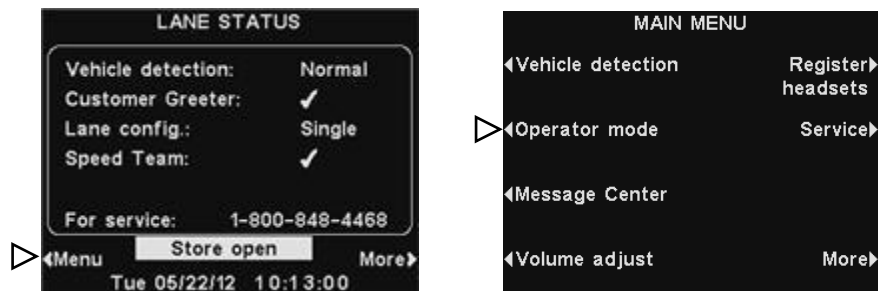 LANE STATUS
Vehicle detection: Normal
Customer Greeter: ✓
Lane config.: Single
Speed Team: ✓
For service: 1-800-848-4468
Menu Store open More
Tue 05/22/12 10:13:00
MAIN MENU
Vehicle detection Register
headsets
Operator mode Service
Message Center
Volume adjust More